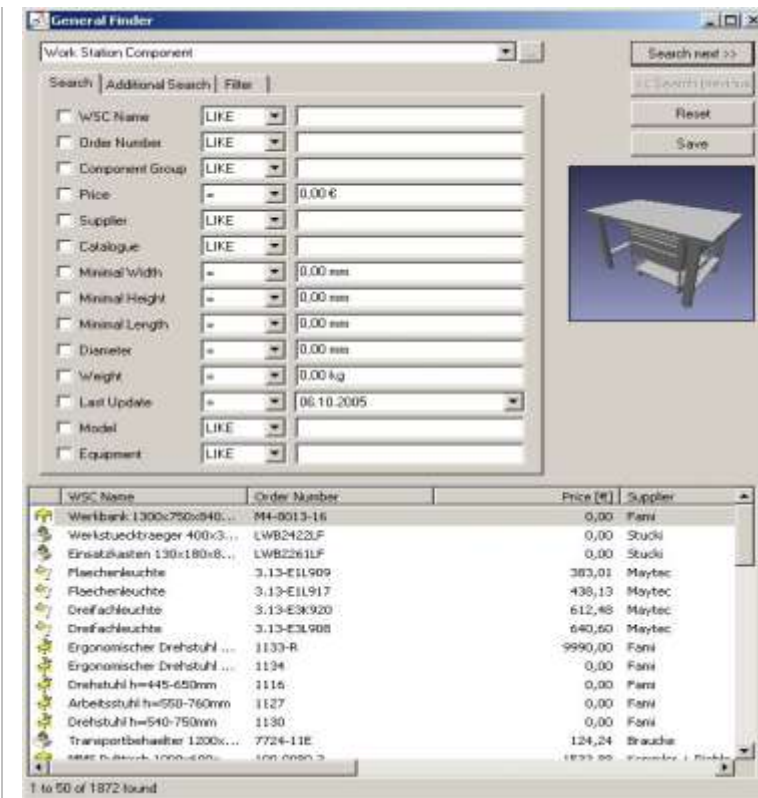 General Finder
Work Station Component
Search next >>
<< Search previous
Reset
Save
Search Additional Search Filter
WSC Name LIKE
Order Number LIKE
Component Group LIKE
Price = 0,00 €
Supplier LIKE
Catalogue LIKE
Minimal Width = 0,00 mm
Minimal Height = 0,00 mm
Minimal Length = 0,00 mm
Diameter = 0,00 mm
Weight = 0,00 kg
Last Update = 06.10.2005
Model LIKE
Equipment LIKE
WSC Name Order Number Price [€] Supplier
Werkbank 1300x750x840... M4-8013-16 0,00 Fami
Werkstuecktraeger 400x3... LWB2422LF 0,00 Stucki
Einsatzkasten 130x180x8... LWB2261LF 0,00 Stucki
Flaechenleuchte 3.13-E1L909 383,01 Maytec
Flaechenleuchte 3.13-E1L917 438,13 Maytec
Dreifachleuchte 3.13-E3K920 612,48 Maytec
Dreifachleuchte 3.13-E3L908 640,60 Maytec
Ergonomischer Drehstuhl ... 1133-R 9990,00 Fami
Ergonomischer Drehstuhl ... 1134 0,00 Fami
Drehstuhl h=445-650mm 1116 0,00 Fami
Arbeitsstuhl h=550-760mm 1127 0,00 Fami
Drehstuhl h=540-750mm 1130 0,00 Fami
Transportbehaelter 1200x... 7724-11E 124,24 Brauche
1 to 50 of 1872 found